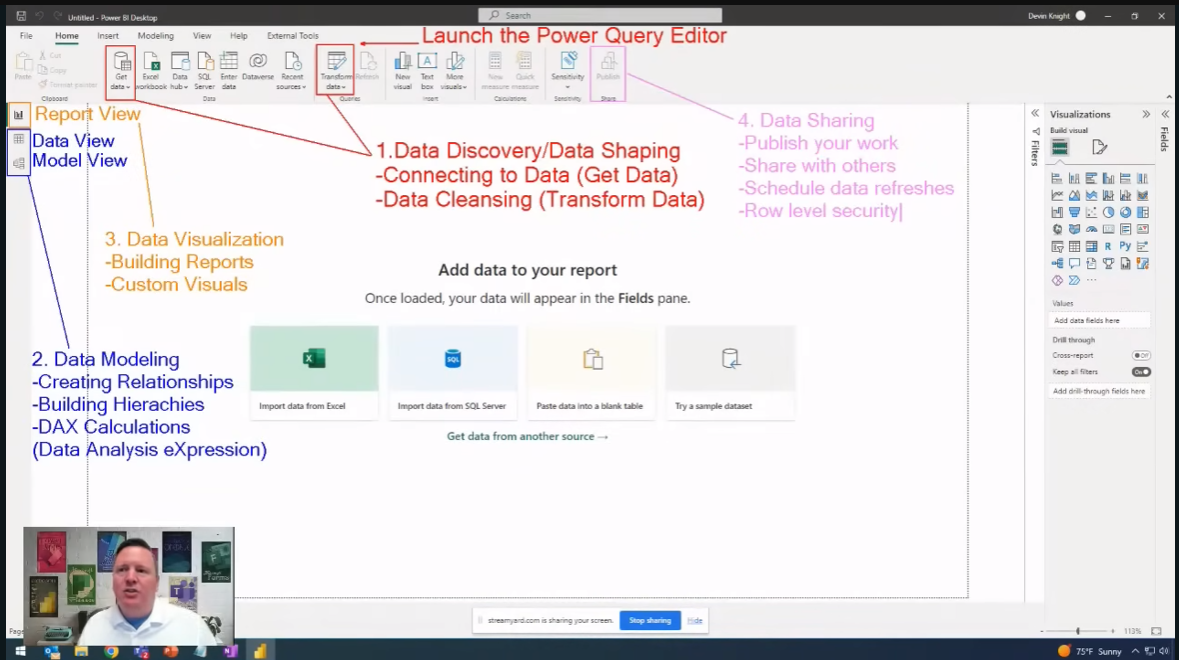 Untitled - Power BI Desktop
Search
Devin Knight
File Home Insert Modeling View Help External Tools
Launch the Power Query Editor
Paste
Cut
Copy
Format painter
Clipboard
Get data
Excel workbook
Data hub
SQL Server
Enter data
Dataverse
Recent sources
Data
Transform data
Refresh
Queries
New visual
Text box
More visuals
Insert
New measure
Quick measure
Calculations
Sensitivity
Sensitivity
Publish
Share
Report View
Data View
Model View
1.Data Discovery/Data Shaping
-Connecting to Data (Get Data)
-Data Cleansing (Transform Data)
4. Data Sharing
-Publish your work
-Share with others
-Schedule data refreshes
-Row level security
3. Data Visualization
-Building Reports
-Custom Visuals
2. Data Modeling
-Creating Relationships
-Building Hierachies
-DAX Calculations
(Data Analysis eXpression)
Add data to your report
Once loaded, your data will appear in the Fields pane.
SQL
Import data from Excel
Import data from SQL Server
Paste data into a blank table
Try a sample dataset
Get data from another source →
Filters
Visualizations
Build visual
Fields
R
Py
Values
Add data fields here
Drill through
Cross-report
Off
Keep all filters
On
Add drill-through fields here
streamyard.com is sharing your screen.
Stop sharing
Hide
Page
113%
75°F Sunny